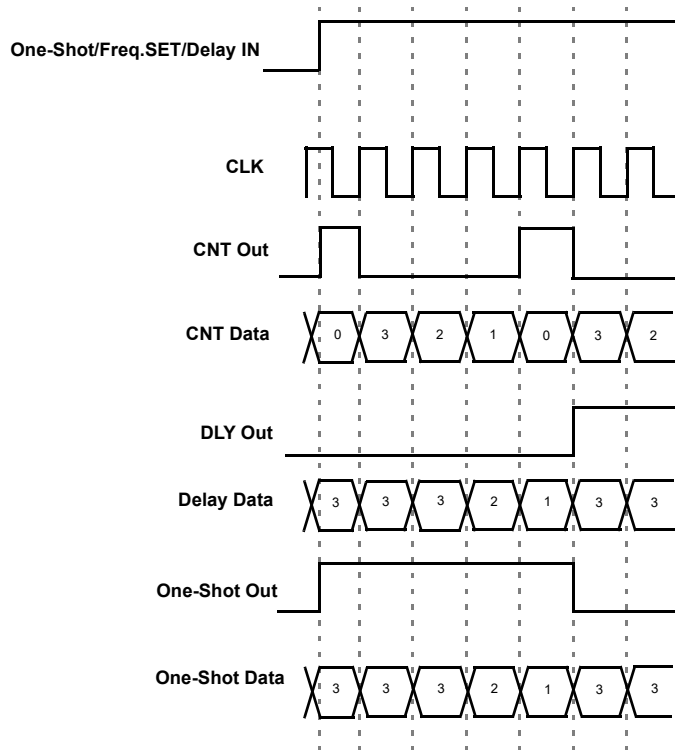 One-Shot/Freq.SET/Delay IN
CLK
CNT Out
CNT Data 0 3 2 1 0 3 2
DLY Out
Delay Data 3 3 3 2 1 3 3
One-Shot Out
One-Shot Data 3 3 3 2 1 3 3